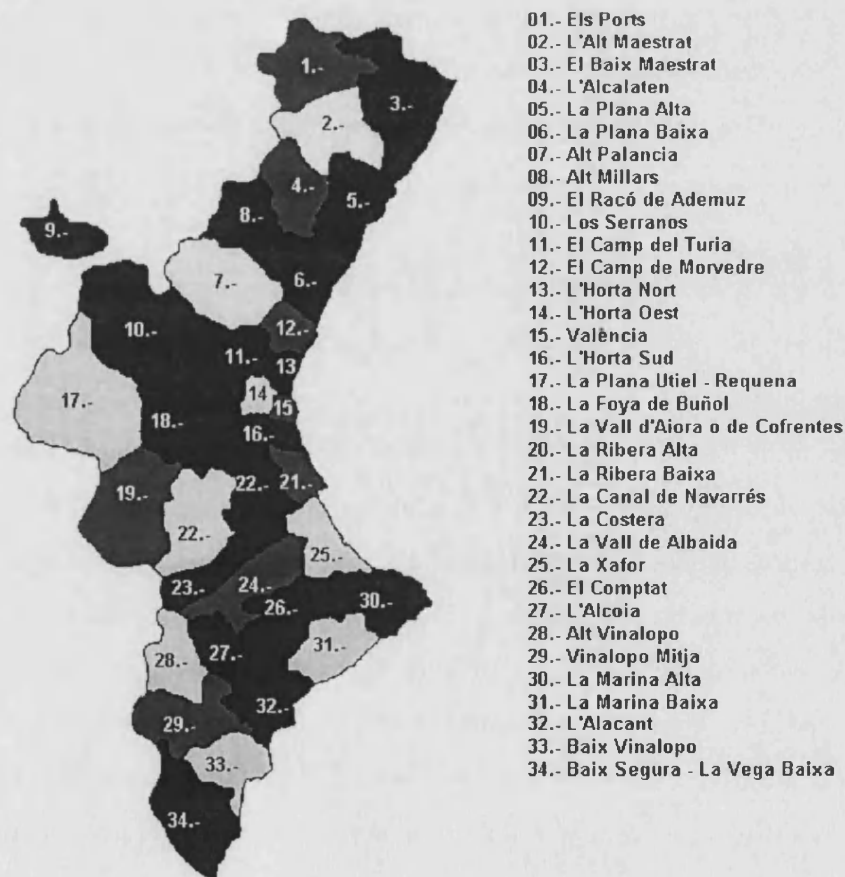 01.- Els Ports
02.- L'Alt Maestrat
03.- El Baix Maestrat
04.- L'Alcalaten
05.- La Plana Alta
06.- La Plana Baixa
07.- Alt Palancia
08.- Alt Millars
09.- El Racó de Ademuz
10.- Los Serranos
11.- El Camp del Turia
12.- El Camp de Morvedre
13.- L'Horta Nort
14.- L'Horta Oest
15.- València
16.- L'Horta Sud
17.- La Plana Utiel - Requena
18.- La Foya de Buñol
19.- La Vall d'Aiora o de Cofrentes
20.- La Ribera Alta
21.- La Ribera Baixa
22.- La Canal de Navarrés
23.- La Costera
24.- La Vall de Albaida
25.- La Xafor
26.- El Comptat
27.- L'Alcoia
28.- Alt Vinalopo
29.- Vinalopo Mitja
30.- La Marina Alta
31.- La Marina Baixa
32.- L'Alacant
33.- Baix Vinalopo
34.- Baix Segura - La Vega Baixa
1.-
3.-
2.-
4.-
5.-
8.-
9.-
7.-
6.-
10.-
12.-
11.-
13
14
15
17.-
18.-
16.-
19.-
22.-
21.-
22.-
25.-
23.-
24.-
26.-
30.-
27.-
31.-
28.-
32.-
29.-
33.-
34.-